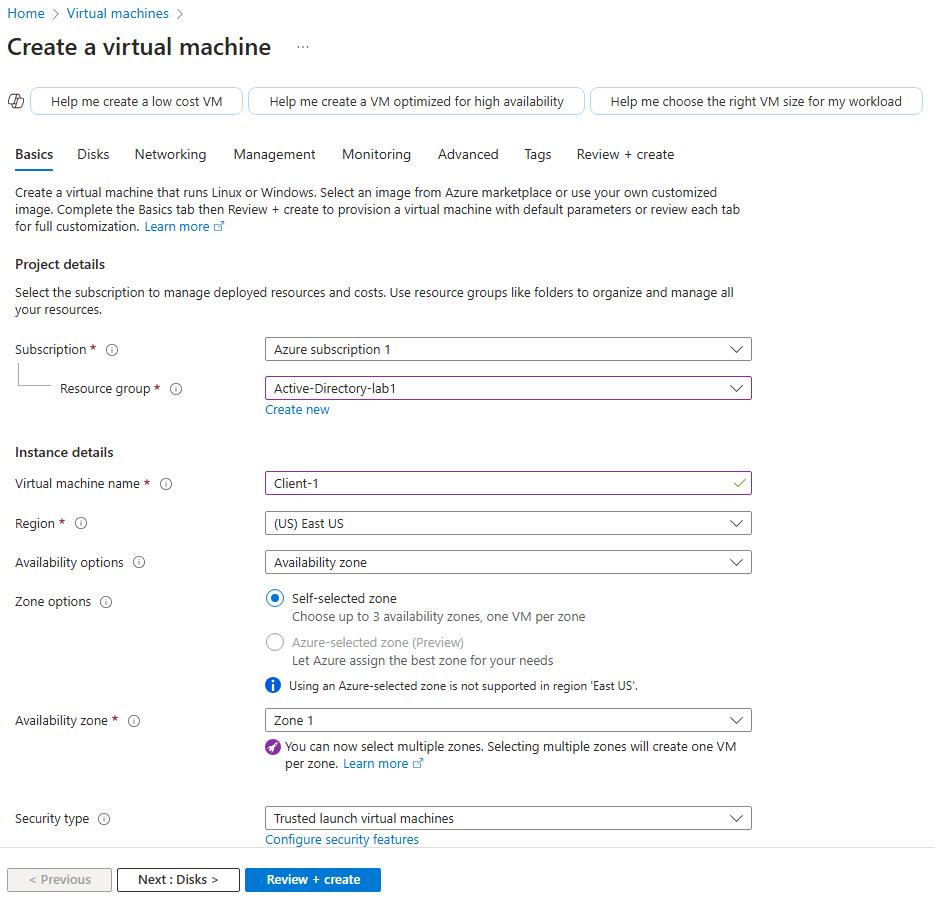 Home > Virtual machines >
Create a virtual machine ...
Help me create a low cost VM
Help me create a VM optimized for high availability
Help me choose the right VM size for my workload
Basics Disks Networking Management Monitoring Advanced Tags Review + create
Create a virtual machine that runs Linux or Windows. Select an image from Azure marketplace or use your own customized
image. Complete the Basics tab then Review + create to provision a virtual machine with default parameters or review each tab
for full customization. Learn more
Project details
Select the subscription to manage deployed resources and costs. Use resource groups like folders to organize and manage all
your resources.
Subscription * Azure subscription 1
Resource group * Active-Directory-lab1
Create new
Instance details
Virtual machine name * Client-1
Region * (US) East US
Availability options Availability zone
Zone options Self-selected zone
Choose up to 3 availability zones, one VM per zone
Azure-selected zone (Preview)
Let Azure assign the best zone for your needs
Using an Azure-selected zone is not supported in region 'East US'.
Availability zone * Zone 1
You can now select multiple zones. Selecting multiple zones will create one VM
per zone. Learn more
Security type Trusted launch virtual machines
Configure security features
< Previous Next : Disks > Review + create